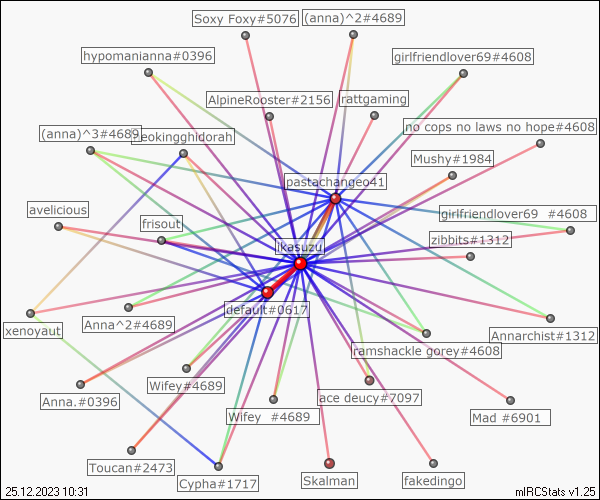 Soxy Foxy#5076
(anna)^2#4689
hypomanianna#0396
girlfriendlover69#4608
AlpineRooster#2156
rattgaming
(anna)^3#4689
no cops no laws no hope#4608
Mushy#1984
pastachangeo41
avelicious
frisout
girlfriendlover69 #4608
zibbits#1312
Ikasuzu
default#0617
xenoyaut
Anna^2#4689
Annarchist#1312
ramshackle gorey#4608
Anna.#0396
Wifey#4689
ace deucy#7097
Wifey #4689
Mad #6901
Toucan#2473
Cypha#1717
Skalman
fakedingo
25.12.2023 10:31
mIRCStats v1.25